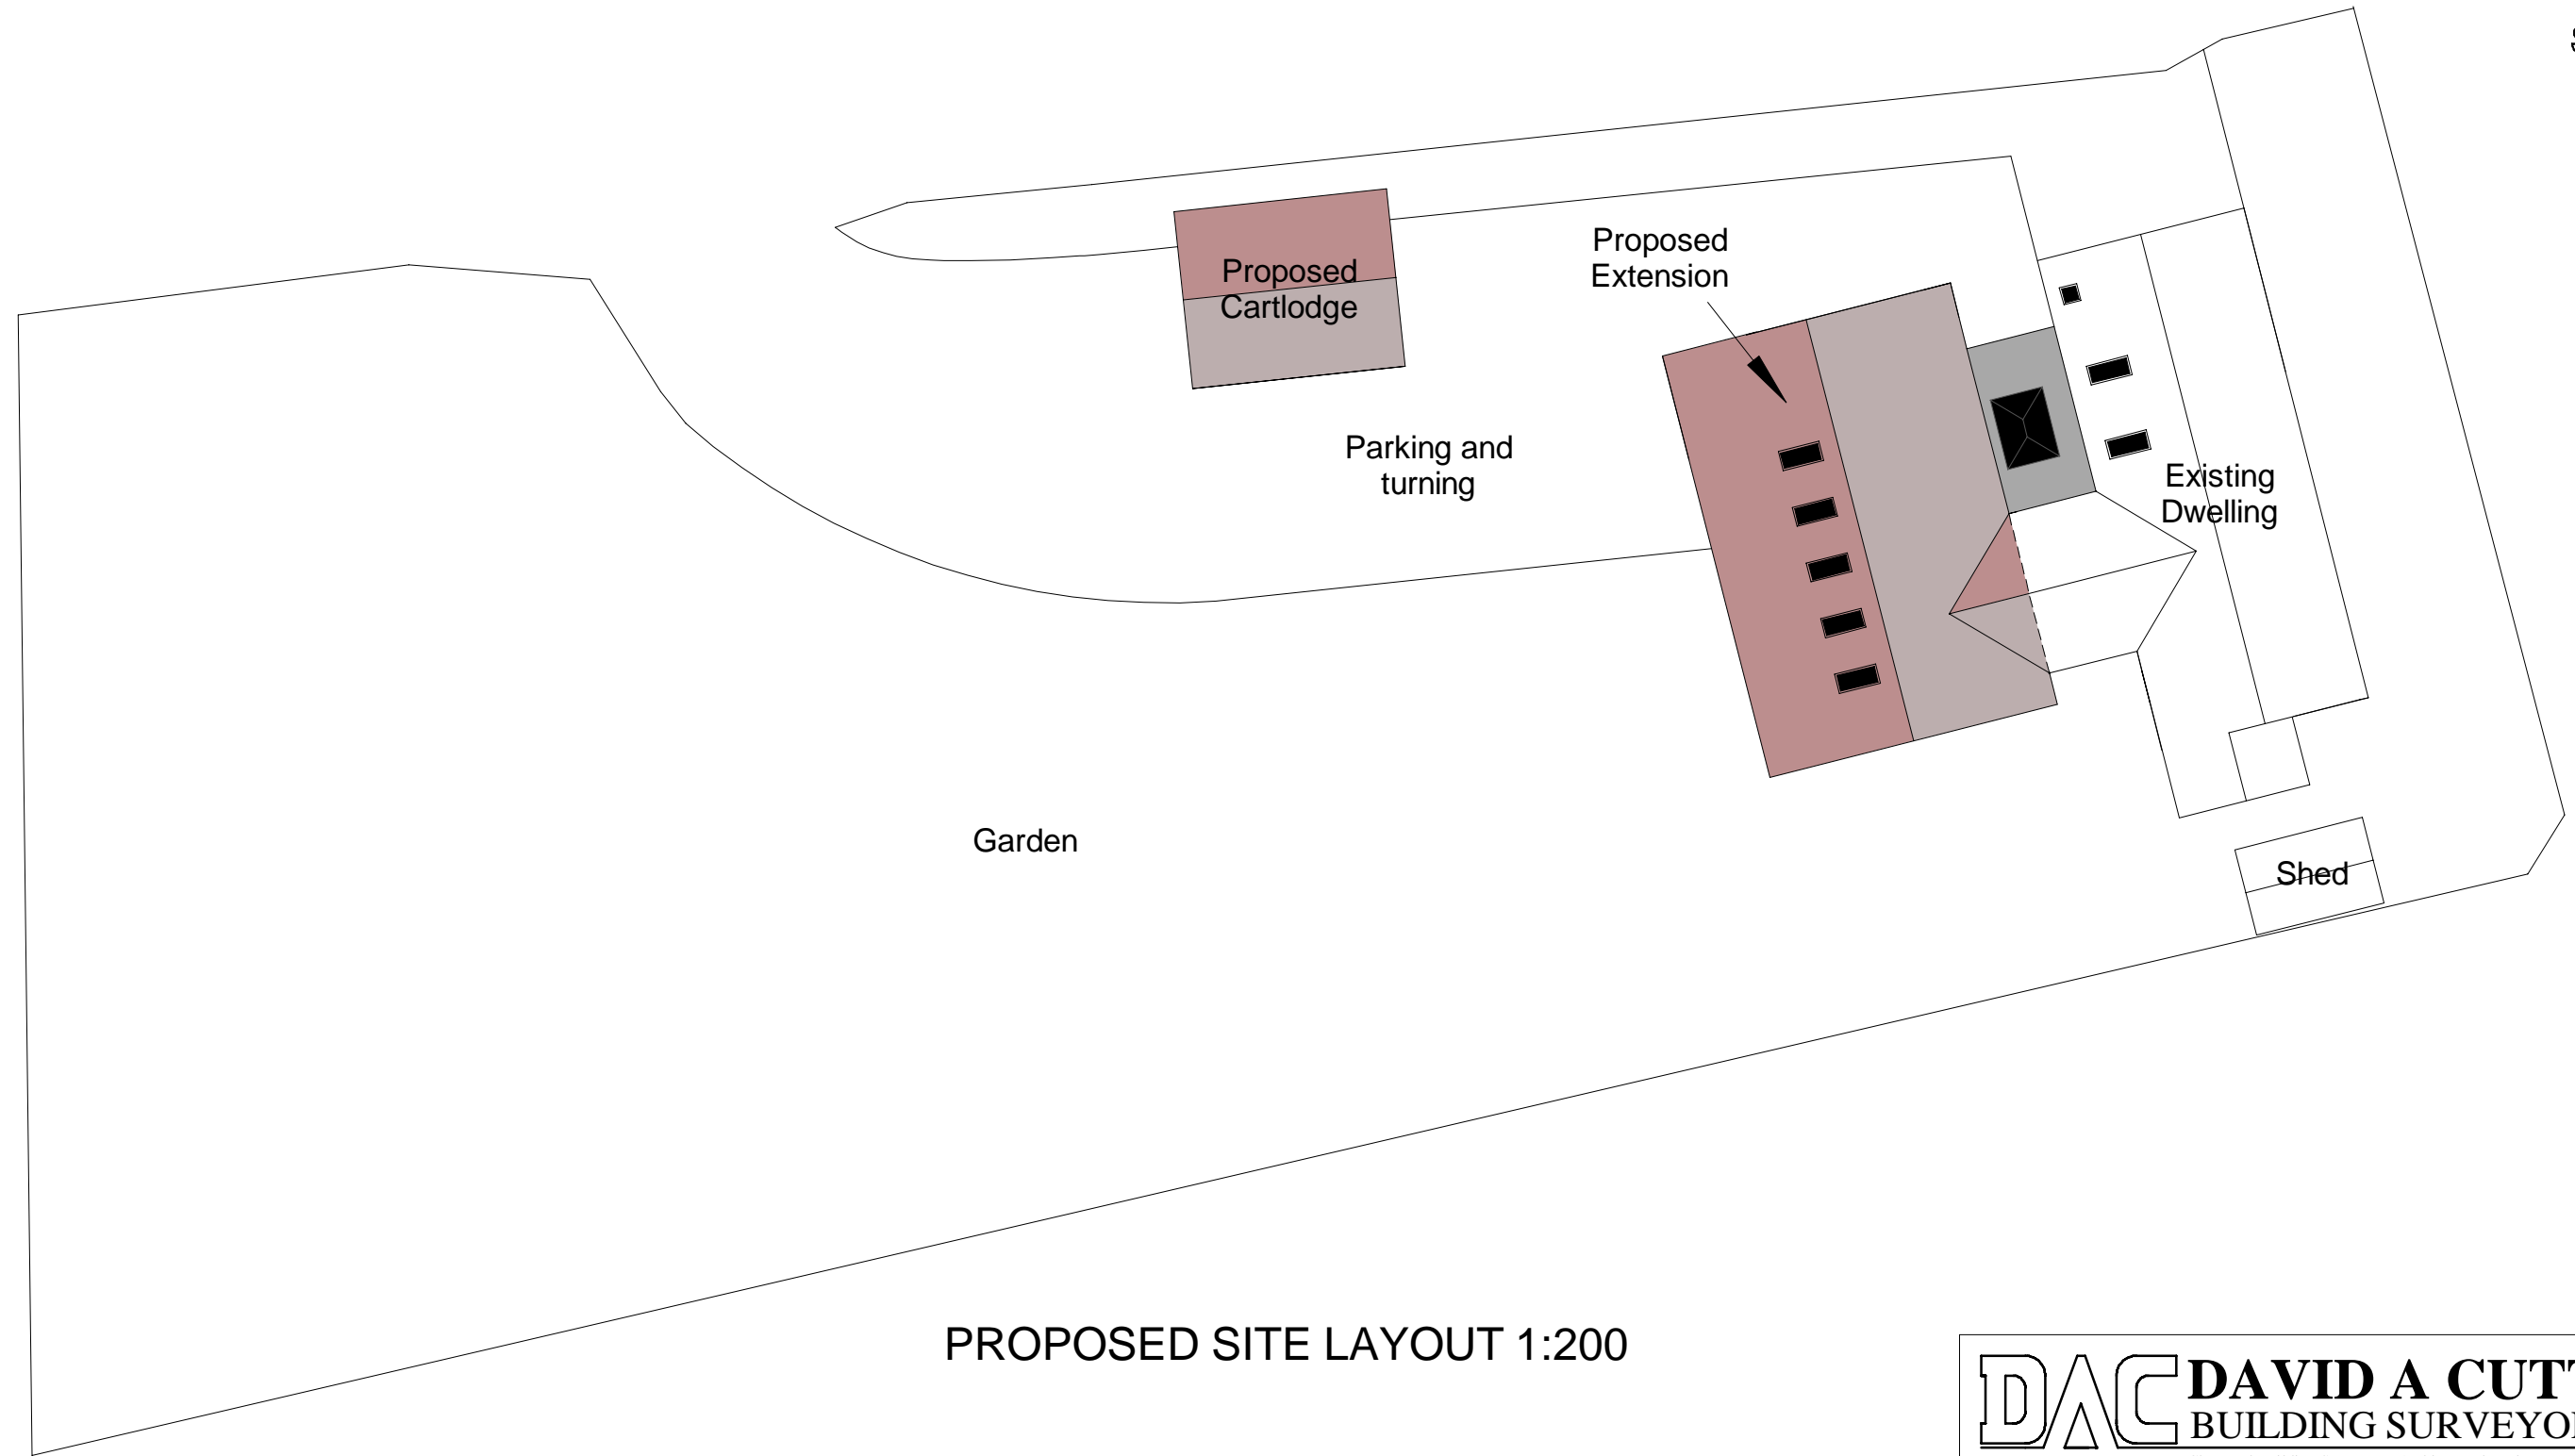 Proposed
Extension
Proposed
Cartlodge
Parking and
turning
Existing
Dwelling
Garden
Shed
PROPOSED SITE LAYOUT 1:200
DAC
DAVID A CUT
BUILDING SURVEYO